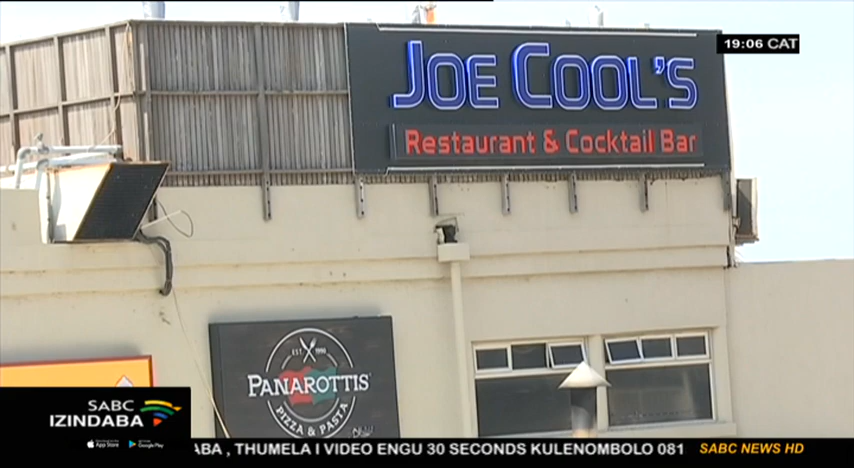 19:06 CAT
JOE COOL'S
Restaurant & Cocktail Bar
EST 1990
PANAROTTIS
PIZZA & PASTA
SABC
IZINDABA
App Store Google Play
ABA , THUMELA I VIDEO ENGU 30 SECONDS KULENOMBOLO 081
SABC NEWS HD